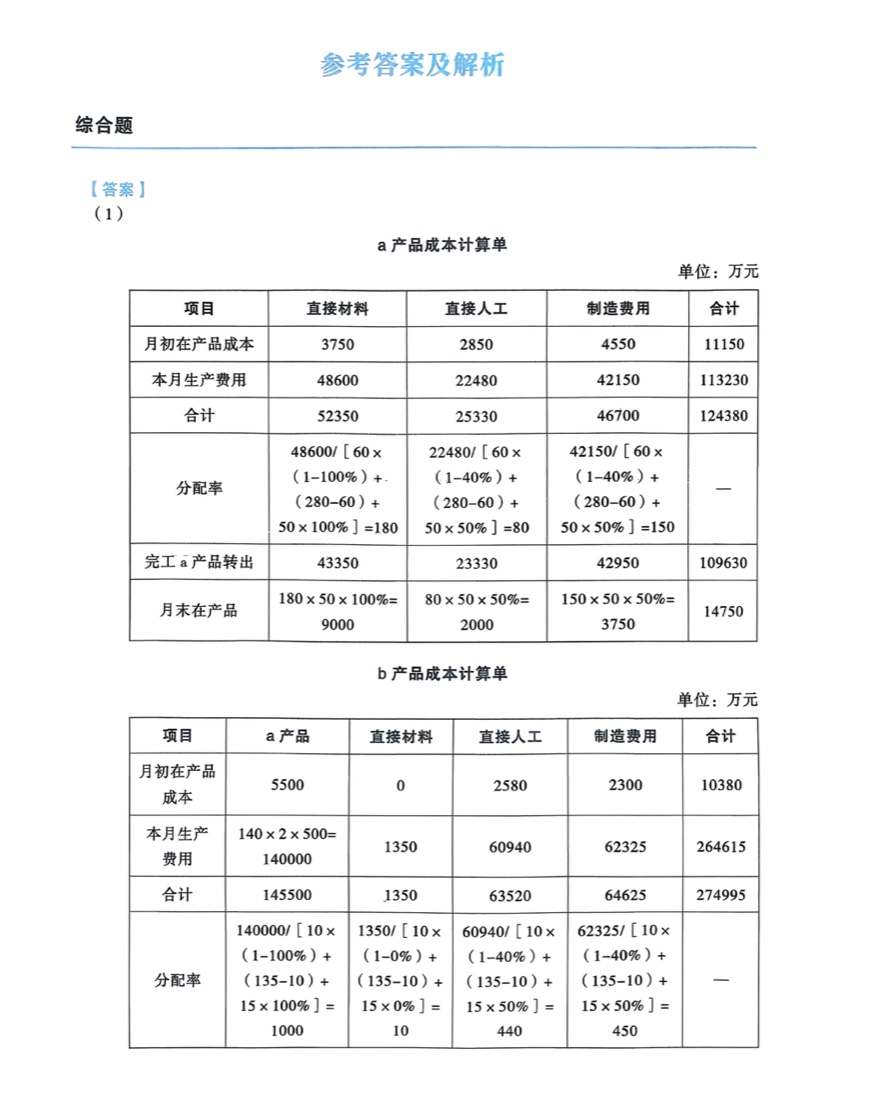 参考答案及解析
综合题
【答案】
（1）
a 产品成本计算单
单位：万元
项目 直接材料 直接人工 制造费用 合计
月初在产品成本 3750 2850 4550 11150
本月生产费用 48600 22480 42150 113230
合计 52350 25330 46700 124380
分配率 48600/［60×（1-100%）+（280-60）+50×100%］=180 22480/［60×（1-40%）+（280-60）+50×50%］=80 42150/［60×（1-40%）+（280-60）+50×50%］=150 —
完工 a 产品转出 43350 23330 42950 109630
月末在产品 180×50×100%=9000 80×50×50%=2000 150×50×50%=3750 14750
b 产品成本计算单
单位：万元
项目 a 产品 直接材料 直接人工 制造费用 合计
月初在产品成本 5500 0 2580 2300 10380
本月生产费用 140×2×500=140000 1350 60940 62325 264615
合计 145500 1350 63520 64625 274995
分配率 140000/［10×（1-100%）+（135-10）+15×100%］=1000 1350/［10×（1-0%）+（135-10）+15×0%］=10 60940/［10×（1-40%）+（135-10）+15×50%］=440 62325/［10×（1-40%）+（135-10）+15×50%］=450 —